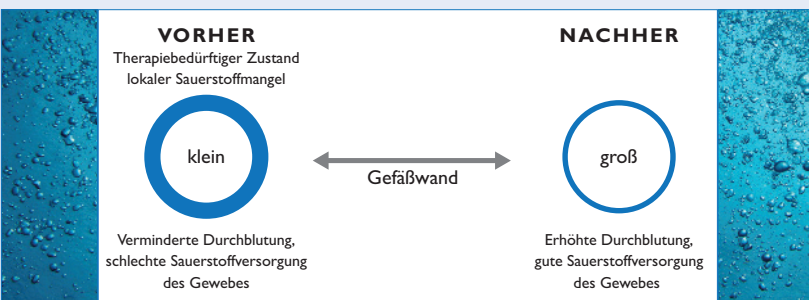 VORHER
Therapiebedürftiger Zustand
lokaler Sauerstoffmangel
klein
Verminderte Durchblutung,
schlechte Sauerstoffversorgung
des Gewebes
Gefäßwand
NACHHER
groß
Erhöhte Durchblutung,
gute Sauerstoffversorgung
des Gewebes